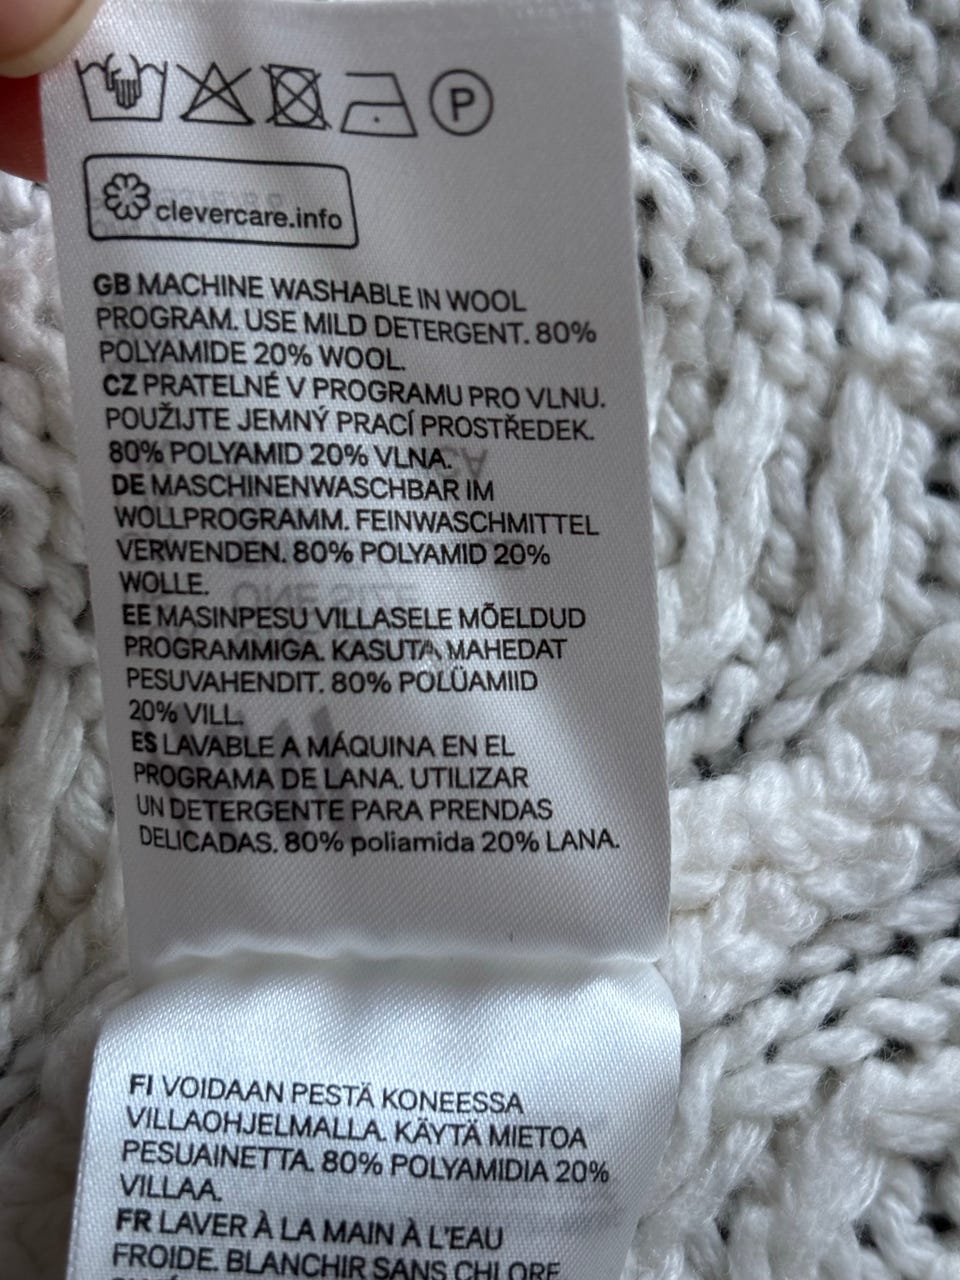 P
clevercare.info
GB MACHINE WASHABLE IN WOOL
PROGRAM. USE MILD DETERGENT. 80%
POLYAMIDE 20% WOOL.
CZ PRATELNÉ V PROGRAMU PRO VLNU.
POUŽIJTE JEMNÝ PRACÍ PROSTŘEDEK.
80% POLYAMID 20% VLNA.
DE MASCHINENWASCHBAR IM
WOLLPROGRAMM. FEINWASCHMITTEL
VERWENDEN. 80% POLYAMID 20%
WOLLE.
EE MASINPESU VILLASELE MÕELDUD
PROGRAMMIGA. KASUTA MAHEDAT
PESUVAHENDIT. 80% POLÜAMIID
20% VILL.
ES LAVABLE A MÁQUINA EN EL
PROGRAMA DE LANA. UTILIZAR
UN DETERGENTE PARA PRENDAS
DELICADAS. 80% poliamida 20% LANA.
FI VOIDAAN PESTÄ KONEESSA
VILLAOHJELMALLA. KÄYTÄ MIETOA
PESUAINETTA. 80% POLYAMIDIA 20%
VILLAA.
FR LAVER À LA MAIN À L'EAU
FROIDE. BLANCHIR SANS CHLORE